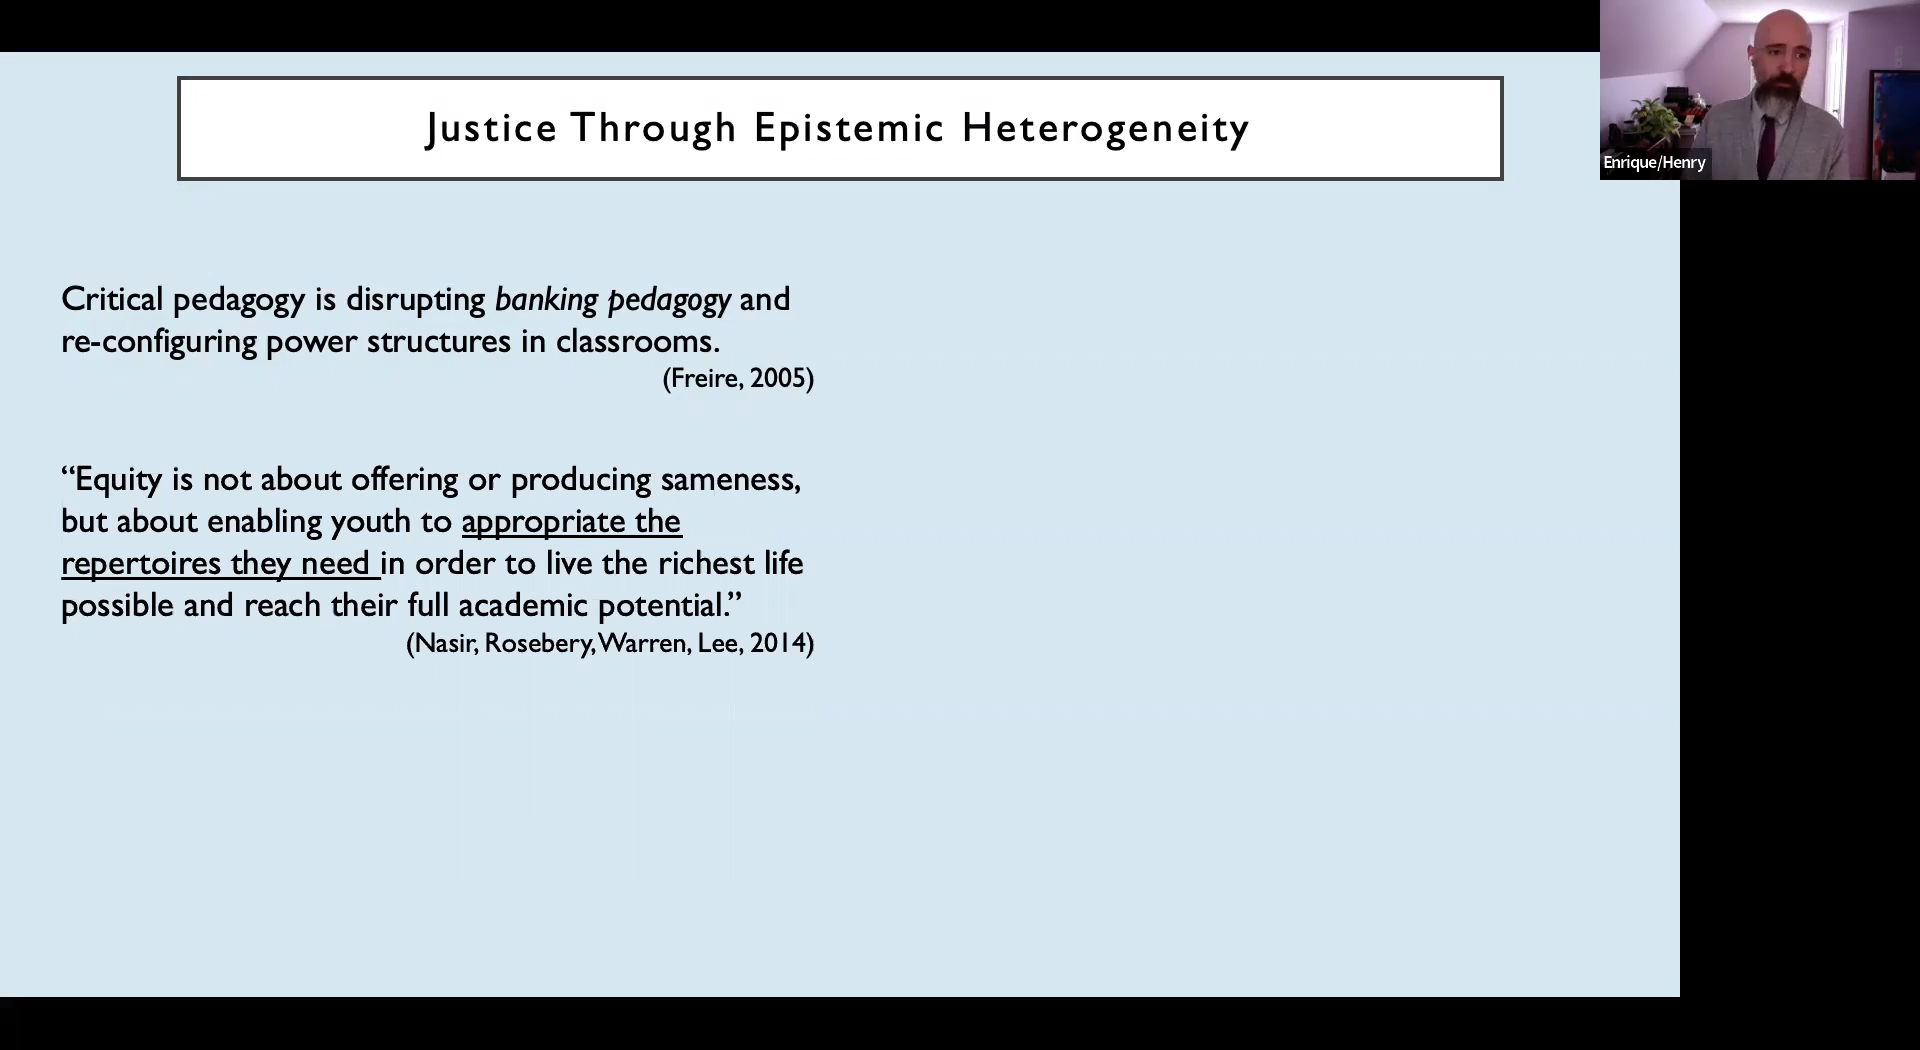 Justice Through Epistemic Heterogeneity
Enrique/Henry
Critical pedagogy is disrupting banking pedagogy and
re-configuring power structures in classrooms.
(Freire, 2005)
“Equity is not about offering or producing sameness,
but about enabling youth to appropriate the
repertoires they need in order to live the richest life
possible and reach their full academic potential.”
(Nasir, Rosebery, Warren, Lee, 2014)